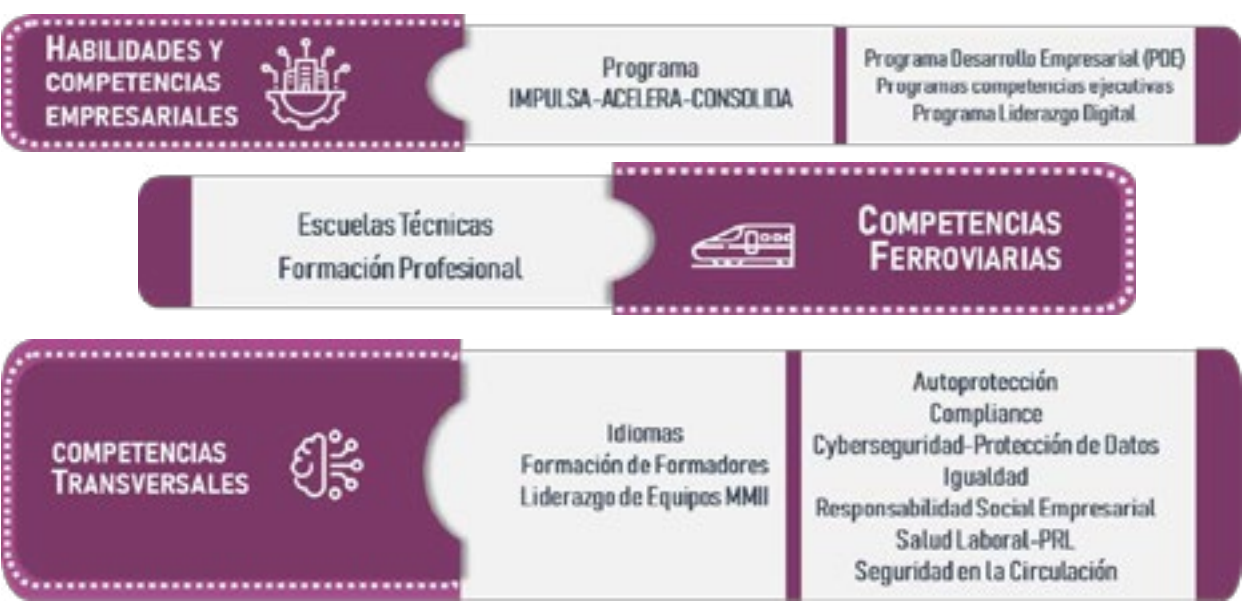 HABILIDADES Y
COMPETENCIAS
EMPRESARIALES
Programa
IMPULSA-ACELERA-CONSOLIDA
Programa Desarrollo Empresarial (PDE)
Programas competencias ejecutivas
Programa Liderazgo Digital
Escuelas Técnicas
Formación Profesional
COMPETENCIAS
FERROVIARIAS
COMPETENCIAS
TRANSVERSALES
Idiomas
Formación de Formadores
Liderazgo de Equipos MMII
Autoprotección
Compliance
Cyberseguridad-Protección de Datos
Igualdad
Responsabilidad Social Empresarial
Salud Laboral-PRL
Seguridad en la Circulación